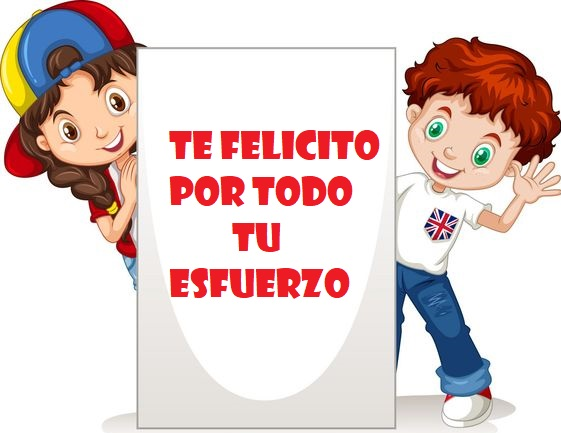 TE FELICITO
POR TODO
TU
ESFUERZO